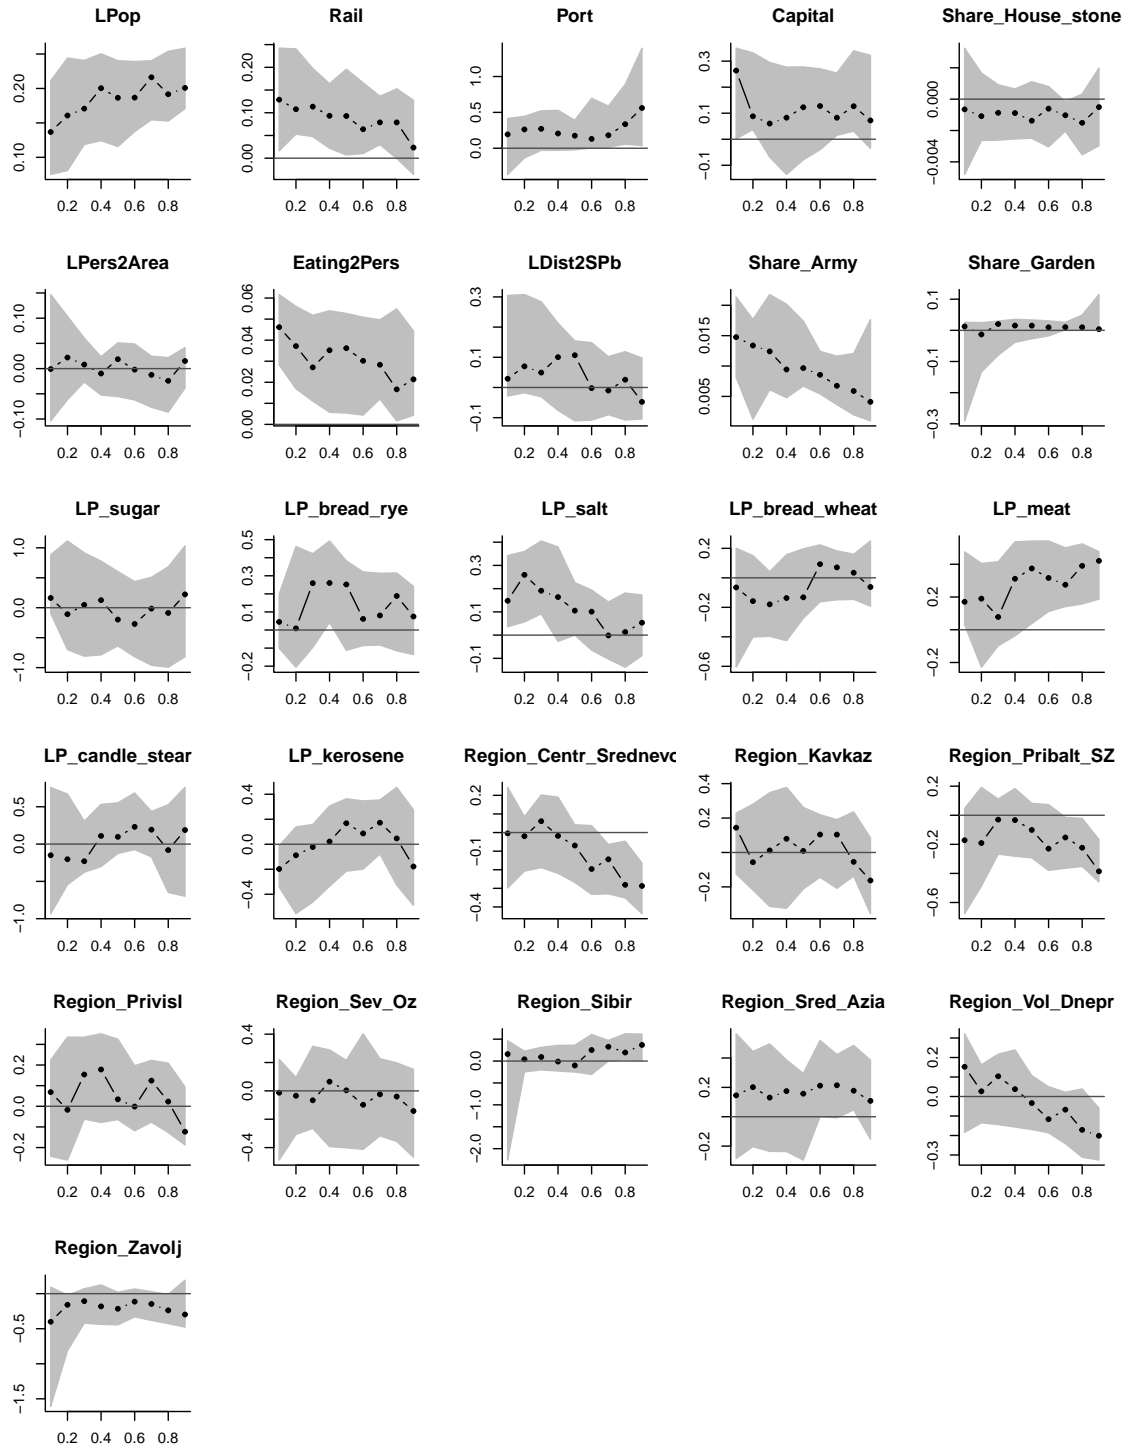 LPop Rail Port Capital Share_House_stone
0.10 0.20 0.00 0.10 0.20 0.0 0.5 1.0 −0.1 0.1 0.3 −0.004 0.000
0.2 0.4 0.6 0.8 0.2 0.4 0.6 0.8 0.2 0.4 0.6 0.8 0.2 0.4 0.6 0.8 0.2 0.4 0.6 0.8
LPers2Area Eating2Pers LDist2SPb Share_Army Share_Garden
−0.10 0.00 0.10 0.00 0.02 0.04 0.06 −0.1 0.1 0.3 0.005 0.015 −0.3 −0.1 0.1
0.2 0.4 0.6 0.8 0.2 0.4 0.6 0.8 0.2 0.4 0.6 0.8 0.2 0.4 0.6 0.8 0.2 0.4 0.6 0.8
LP_sugar LP_bread_rye LP_salt LP_bread_wheat LP_meat
−1.0 0.0 1.0 −0.2 0.1 0.3 0.5 −0.1 0.1 0.3 −0.6 −0.2 0.2 −0.2 0.2
0.2 0.4 0.6 0.8 0.2 0.4 0.6 0.8 0.2 0.4 0.6 0.8 0.2 0.4 0.6 0.8 0.2 0.4 0.6 0.8
LP_candle_stear LP_kerosene Region_Centr_Srednevo Region_Kavkaz Region_Pribalt_SZ
−1.0 0.0 0.5 −0.4 0.0 0.4 −0.4 −0.1 0.2 −0.2 0.2 0.4 −0.6 −0.2 0.2
0.2 0.4 0.6 0.8 0.2 0.4 0.6 0.8 0.2 0.4 0.6 0.8 0.2 0.4 0.6 0.8 0.2 0.4 0.6 0.8
Region_Privisl Region_Sev_Oz Region_Sibir Region_Sred_Azia Region_Vol_Dnepr
−0.2 0.0 0.2 −0.4 0.0 0.4 −2.0 −1.0 0.0 −0.2 0.2 −0.3 0.0 0.2
0.2 0.4 0.6 0.8 0.2 0.4 0.6 0.8 0.2 0.4 0.6 0.8 0.2 0.4 0.6 0.8 0.2 0.4 0.6 0.8
Region_Zavolj
−1.5 −0.5
0.2 0.4 0.6 0.8